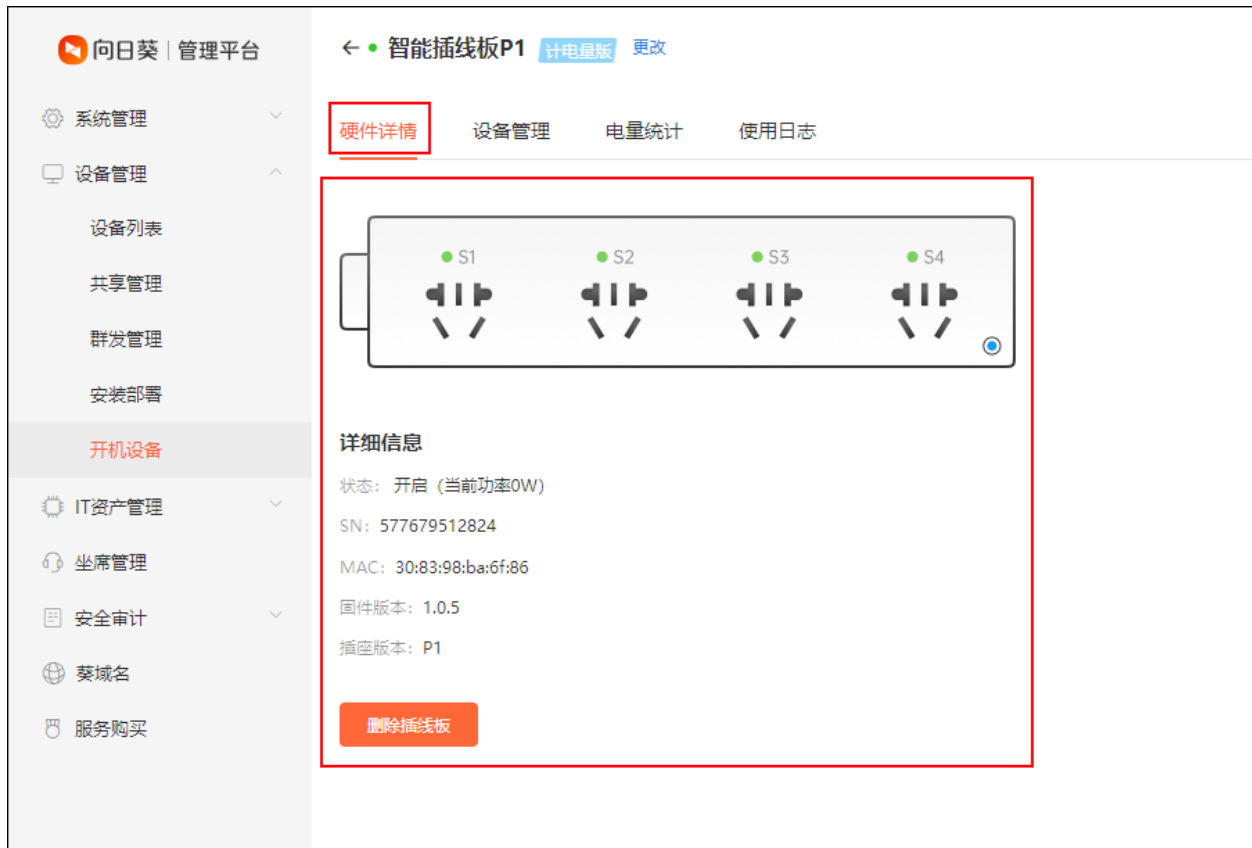 向日葵 | 管理平台
系统管理
设备管理
设备列表
共享管理
群发管理
安装部署
开机设备
IT资产管理
坐席管理
安全审计
葵域名
服务购买
智能插线板P1 计电量版 更改
硬件详情 设备管理 电量统计 使用日志
S1 S2 S3 S4
详细信息
状态： 开启（当前功率0W）
SN： 577679512824
MAC： 30:83:98:ba:6f:86
固件版本： 1.0.5
插座版本： P1
删除插线板